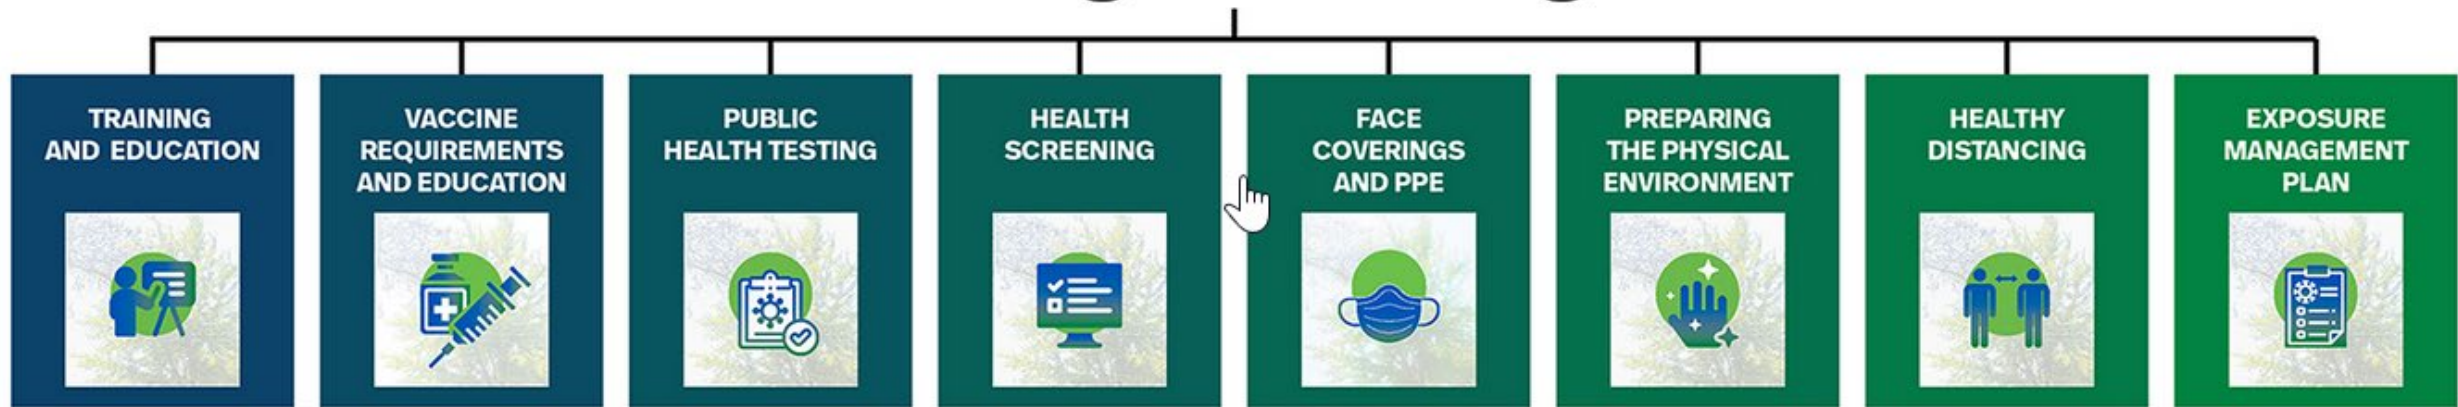 TRAINING
AND EDUCATION
VACCINE
REQUIREMENTS
AND EDUCATION
PUBLIC
HEALTH TESTING
HEALTH
SCREENING
FACE
COVERINGS
AND PPE
PREPARING
THE PHYSICAL
ENVIRONMENT
HEALTHY
DISTANCING
EXPOSURE
MANAGEMENT
PLAN